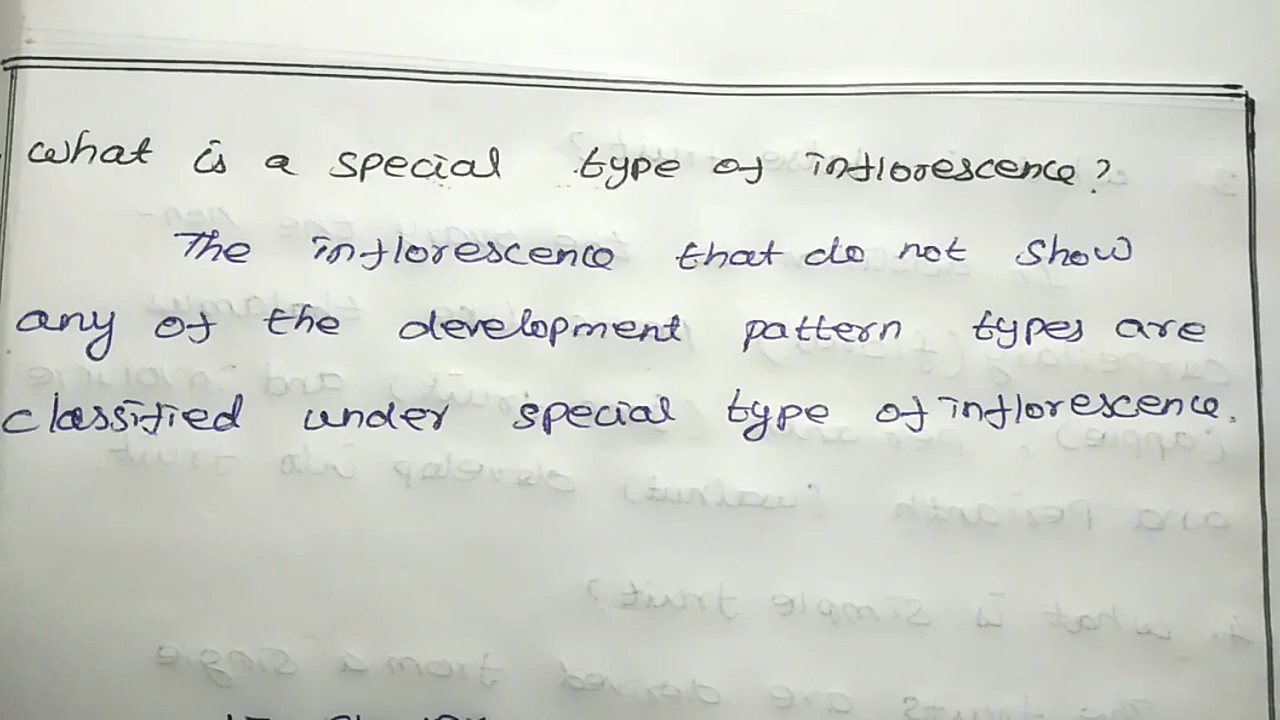 What is a special type of inflorescence?
The inflorescence that do not show
any of the development pattern types are
classified under special type of inflorescence.